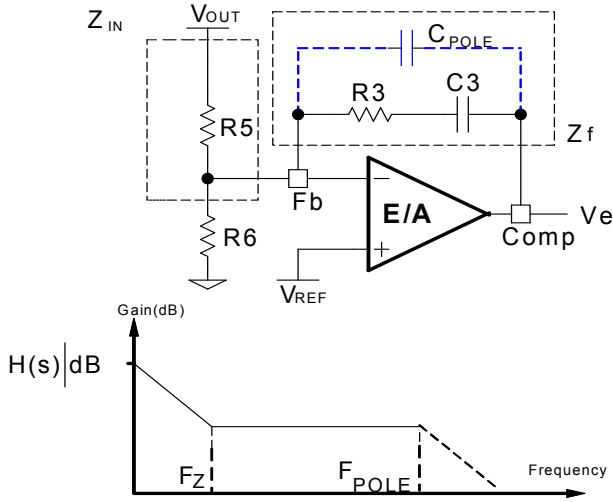 Z IN
VOUT
CPOLE
R3
C3
R5
Zf
Fb
E/A
R6
Comp
Ve
VREF
Gain(dB)
H(s)|dB
FZ
FPOLE
Frequency